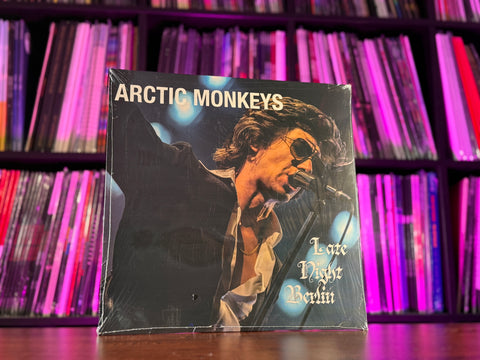 ARCTIC MONKEYS
Late
Night
Berlin